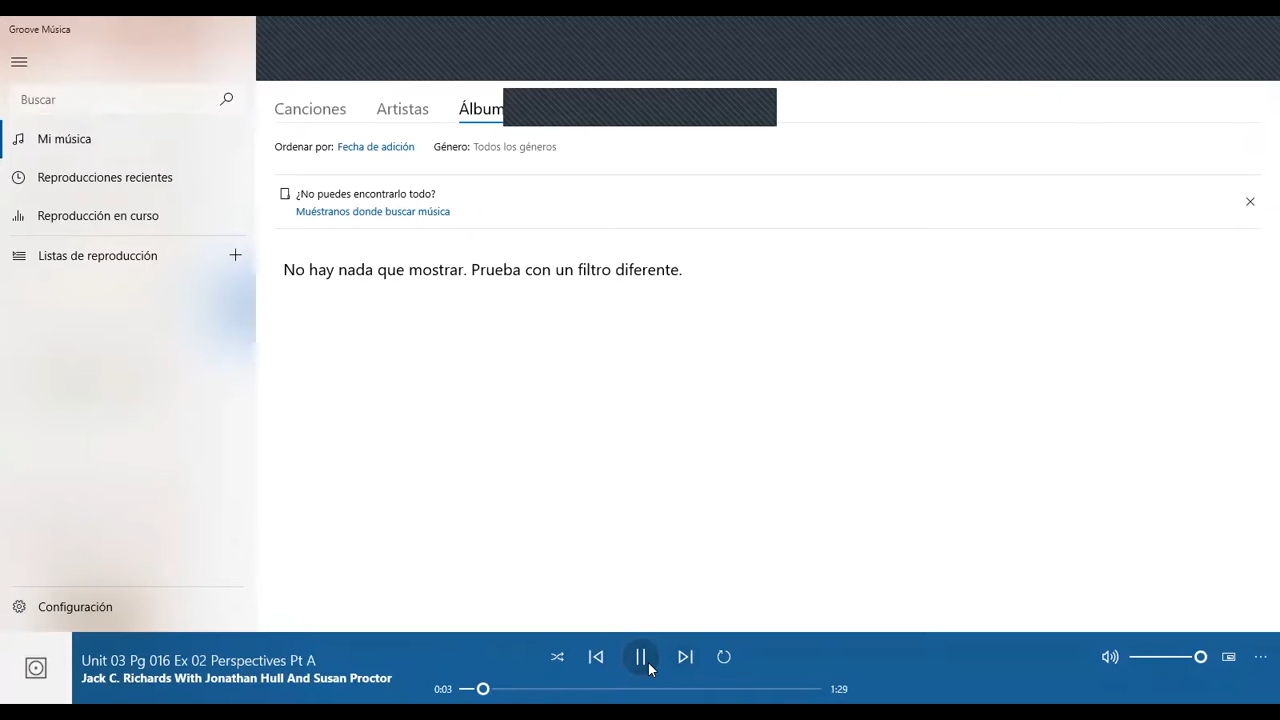 Groove Música
Buscar
Mi música
Reproducciones recientes
Reproducción en curso
Listas de reproducción
Configuración
Canciones Artistas Álbum
Ordenar por: Fecha de adición Género: Todos los géneros
¿No puedes encontrarlo todo?
Muéstranos donde buscar música
No hay nada que mostrar. Prueba con un filtro diferente.
Unit 03 Pg 016 Ex 02 Perspectives Pt A
Jack C. Richards With Jonathan Hull And Susan Proctor
0:03 1:29